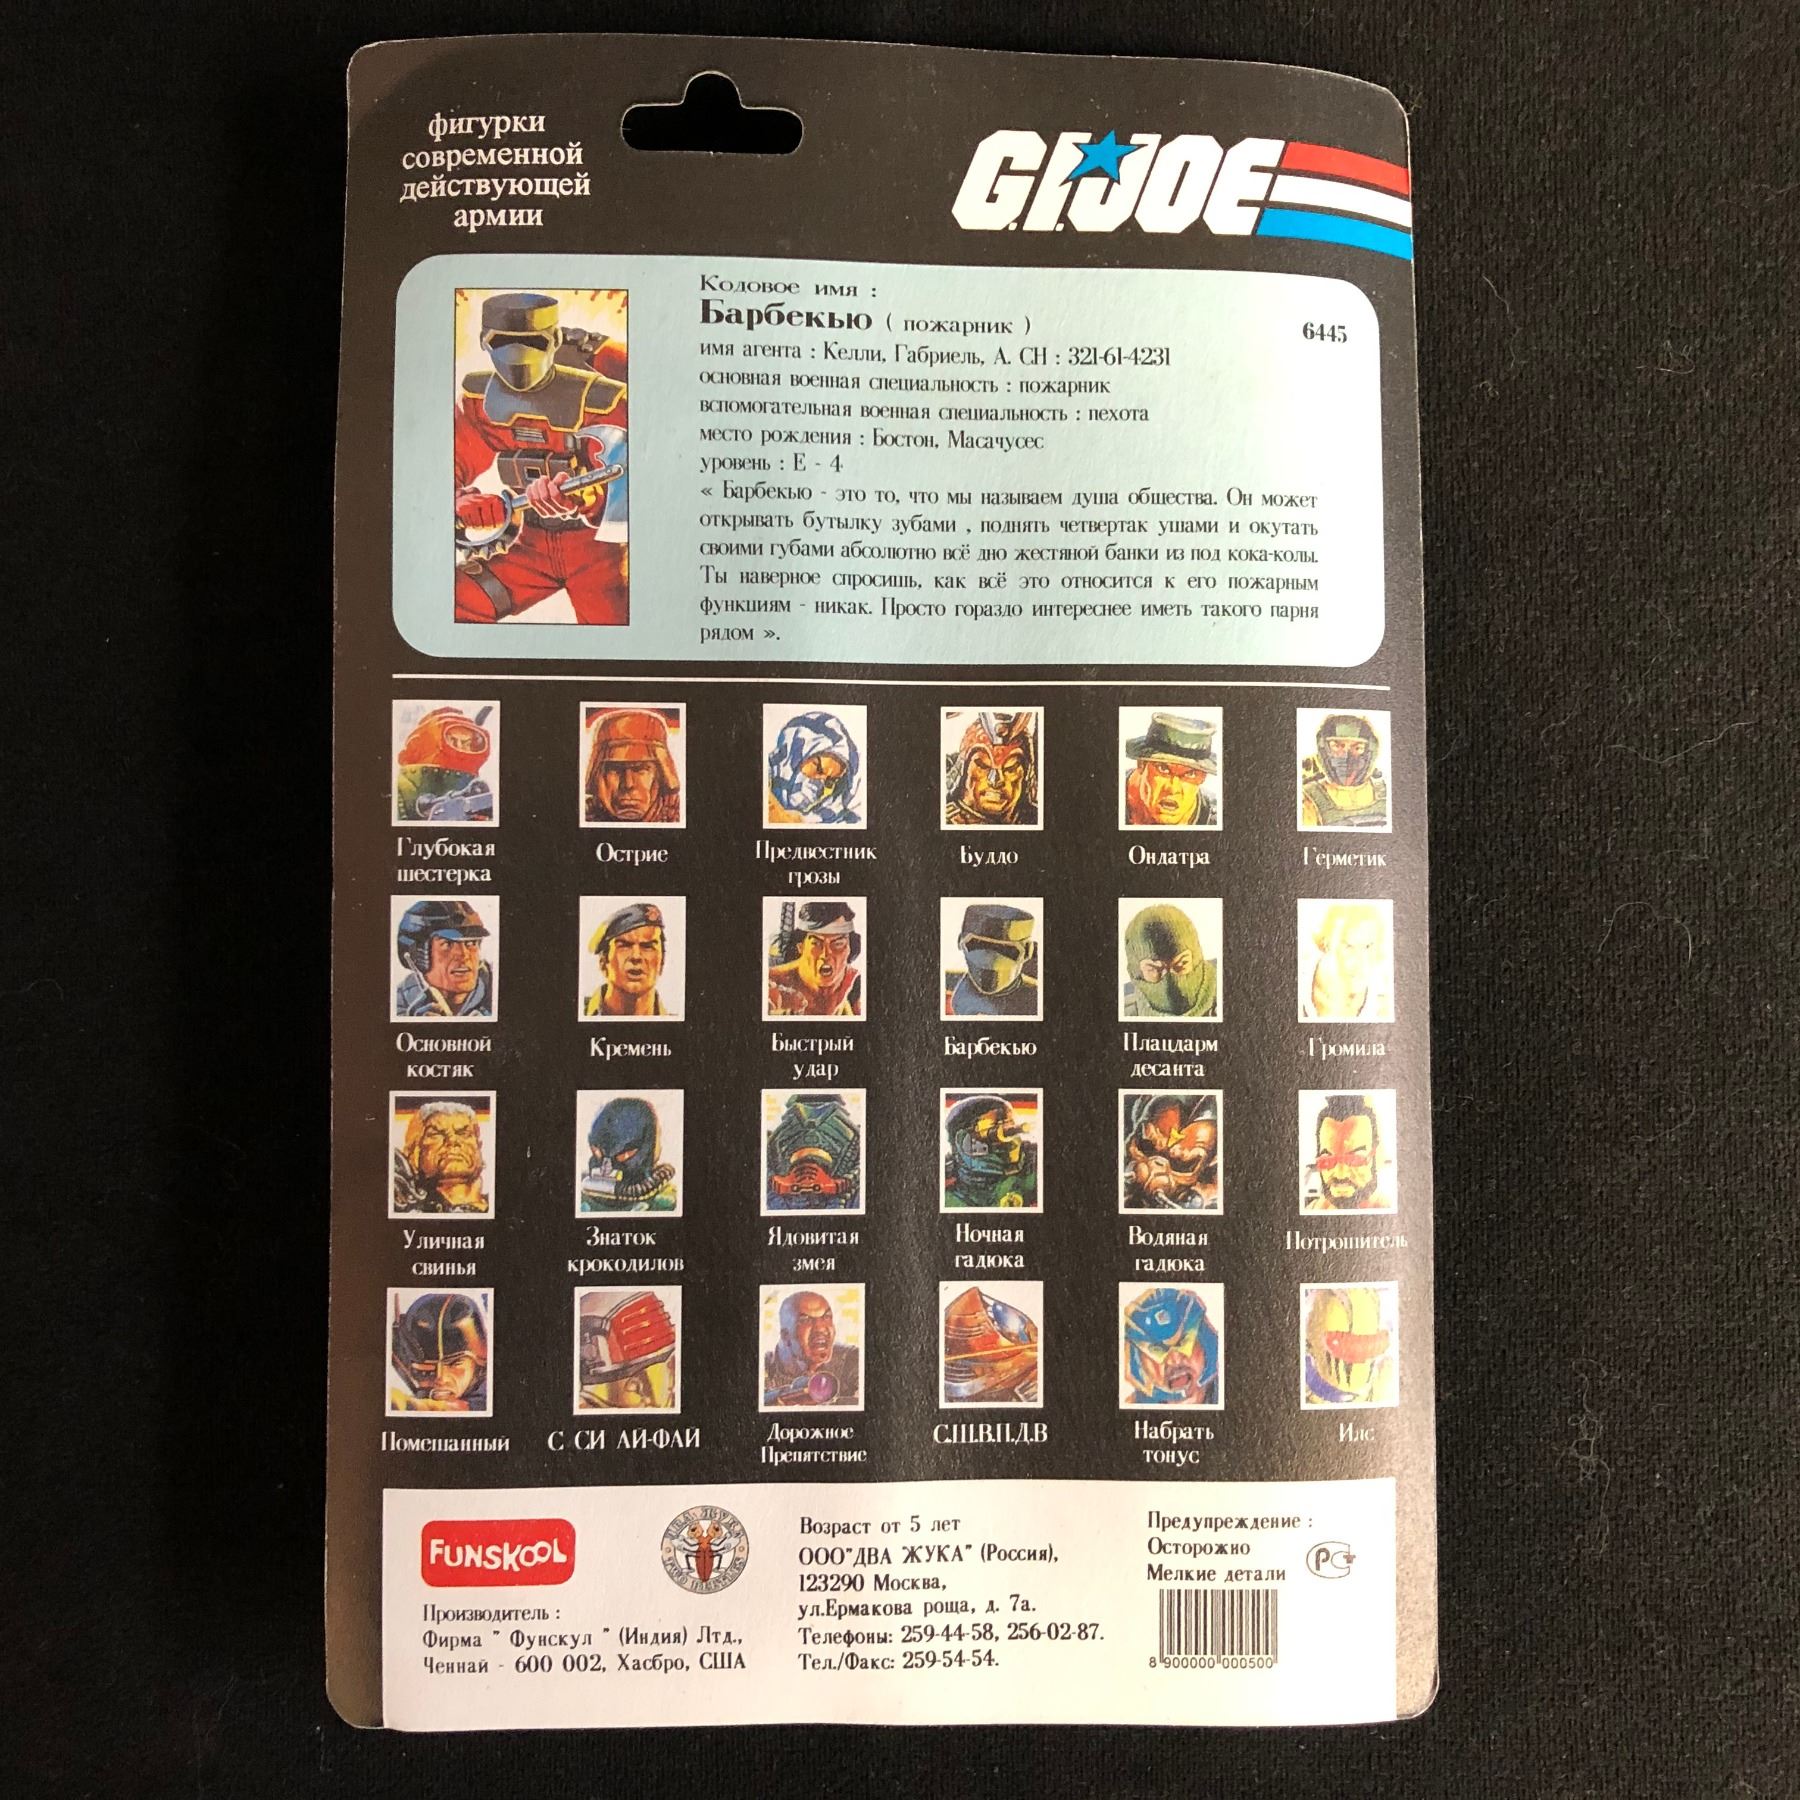 фигурки
современной
действующей
армии
G.I.JOE
Кодовое имя :
Барбекью ( пожарник )
6445
имя агента : Келли, Габриель, А. СН : 321-61-4231
основная военная специальность : пожарник
вспомогательная военная специальность : пехота
место рождения : Бостон, Масачусес
уровень : Е - 4
« Барбекью - это то, что мы называем душа общества. Он может
открывать бутылку зубами , поднять четвертак ушами и окутать
своими губами абсолютно всё дно жестяной банки из под кока-колы.
Ты наверное спросишь, как всё это относится к его пожарным
функциям - никак. Просто гораздо интереснее иметь такого парня
рядом ».
Глубокая
шестерка
Острие
Предвестник
грозы
Буддо
Ондатра
Герметик
Основной
костяк
Кремень
Быстрый
удар
Барбекью
Плацдарм
десанта
Громила
Уличная
свинья
Знаток
крокодилов
Ядовитая
змея
Ночная
гадюка
Водяная
гадюка
Потрошитель
Помешанный
С СИ АЙ-ФАЙ
Дорожное
Препятствие
С.Ш.В.П.Д.В
Набрать
тонус
Илс
FUNSKOOL
Производитель :
Фирма " Фунскул " (Индия) Лтд.,
Ченнай - 600 002, Хасбро, США
ДВА ЖУКА
TWO BEETLES
Возраст от 5 лет
ООО"ДВА ЖУКА" (Россия),
123290 Москва,
ул.Ермакова роща, д. 7а.
Телефоны: 259-44-58, 256-02-87.
Тел./Факс: 259-54-54.
Предупреждение :
Осторожно
Мелкие детали
РСТ
8 900000 000500